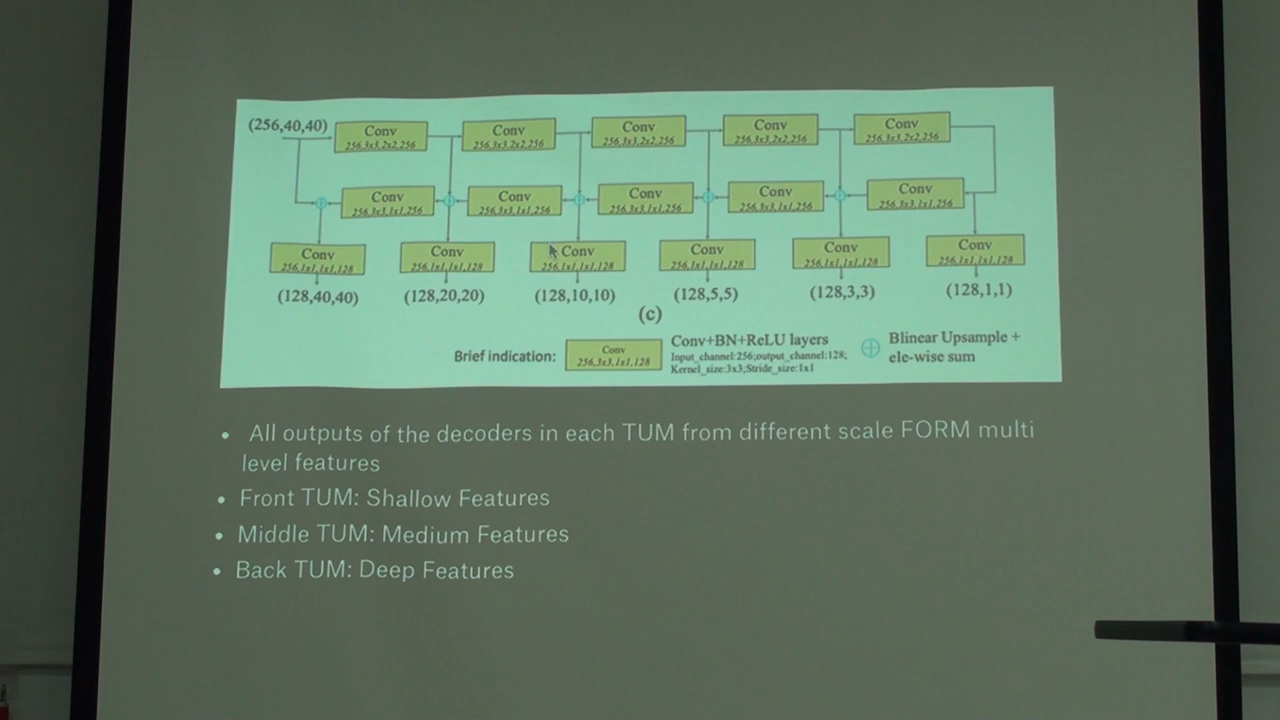 (256,40,40)
Conv
256,3x3,2x2,256
Conv
256,3x3,2x2,256
Conv
256,3x3,2x2,256
Conv
256,3x3,2x2,256
Conv
256,3x3,2x2,256
Conv
256,3x3,1x1,256
Conv
256,3x3,1x1,256
Conv
256,3x3,1x1,256
Conv
256,3x3,1x1,256
Conv
256,3x3,1x1,256
Conv
256,1x1,1x1,128
Conv
256,1x1,1x1,128
Conv
256,1x1,1x1,128
Conv
256,1x1,1x1,128
Conv
256,1x1,1x1,128
Conv
256,1x1,1x1,128
(128,40,40)
(128,20,20)
(128,10,10)
(128,5,5)
(128,3,3)
(128,1,1)
(c)
Brief indication:
Conv
256,3x3,1x1,128
Conv+BN+ReLU layers
Input_channel:256;output_channel:128;
Kernel_size:3x3;Stride_size:1x1
Blinear Upsample +
ele-wise sum
• All outputs of the decoders in each TUM from different scale FORM multi
level features
• Front TUM: Shallow Features
• Middle TUM: Medium Features
• Back TUM: Deep Features